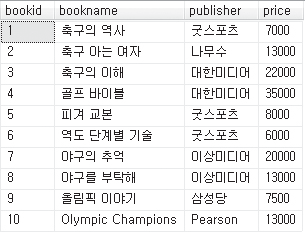 bookid bookname publisher price
1 축구의 역사 굿스포츠 7000
2 축구 아는 여자 나무수 13000
3 축구의 이해 대한미디어 22000
4 골프 바이블 대한미디어 35000
5 피겨 교본 굿스포츠 8000
6 역도 단계별 기술 굿스포츠 6000
7 야구의 추억 이상미디어 20000
8 야구를 부탁해 이상미디어 13000
9 올림픽 이야기 삼성당 7500
10 Olympic Champions Pearson 13000